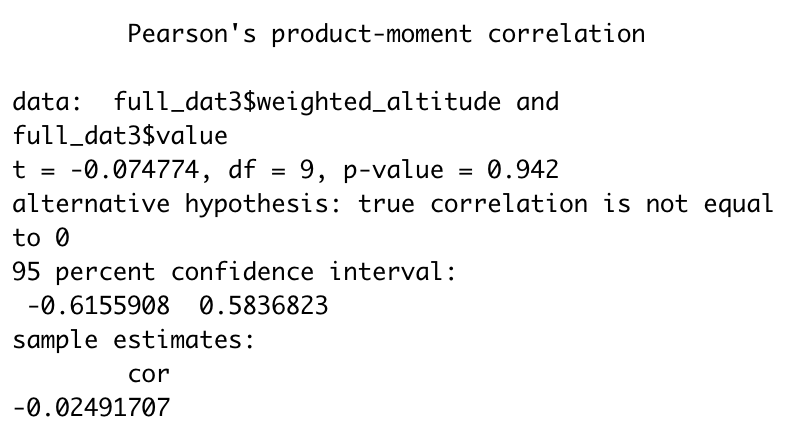 Pearson's product-moment correlation
data:  full_dat3$weighted_altitude and
full_dat3$value
t = -0.074774, df = 9, p-value = 0.942
alternative hypothesis: true correlation is not equal
to 0
95 percent confidence interval:
 -0.6155908  0.5836823
sample estimates:
cor
-0.02491707